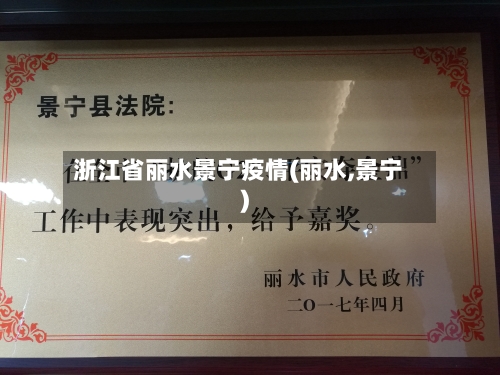 景宁县法院：
浙江省丽水景宁疫情(丽水,景宁
)
工作中表现突出，给予嘉奖。
丽水市人民政府
二〇一七年四月